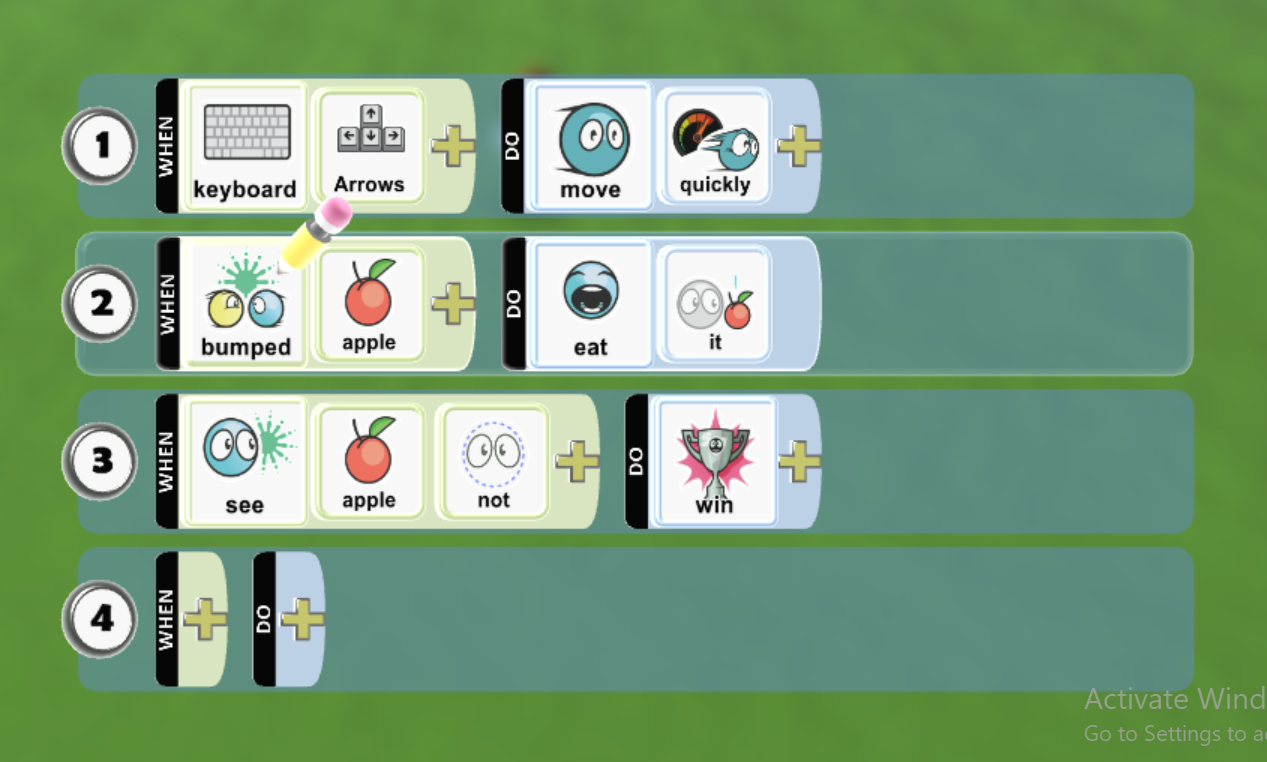 1 WHEN keyboard Arrows DO move quickly
2 WHEN bumped apple DO eat it
3 WHEN see apple not DO win
4 WHEN DO
Activate Wind
Go to Settings to a